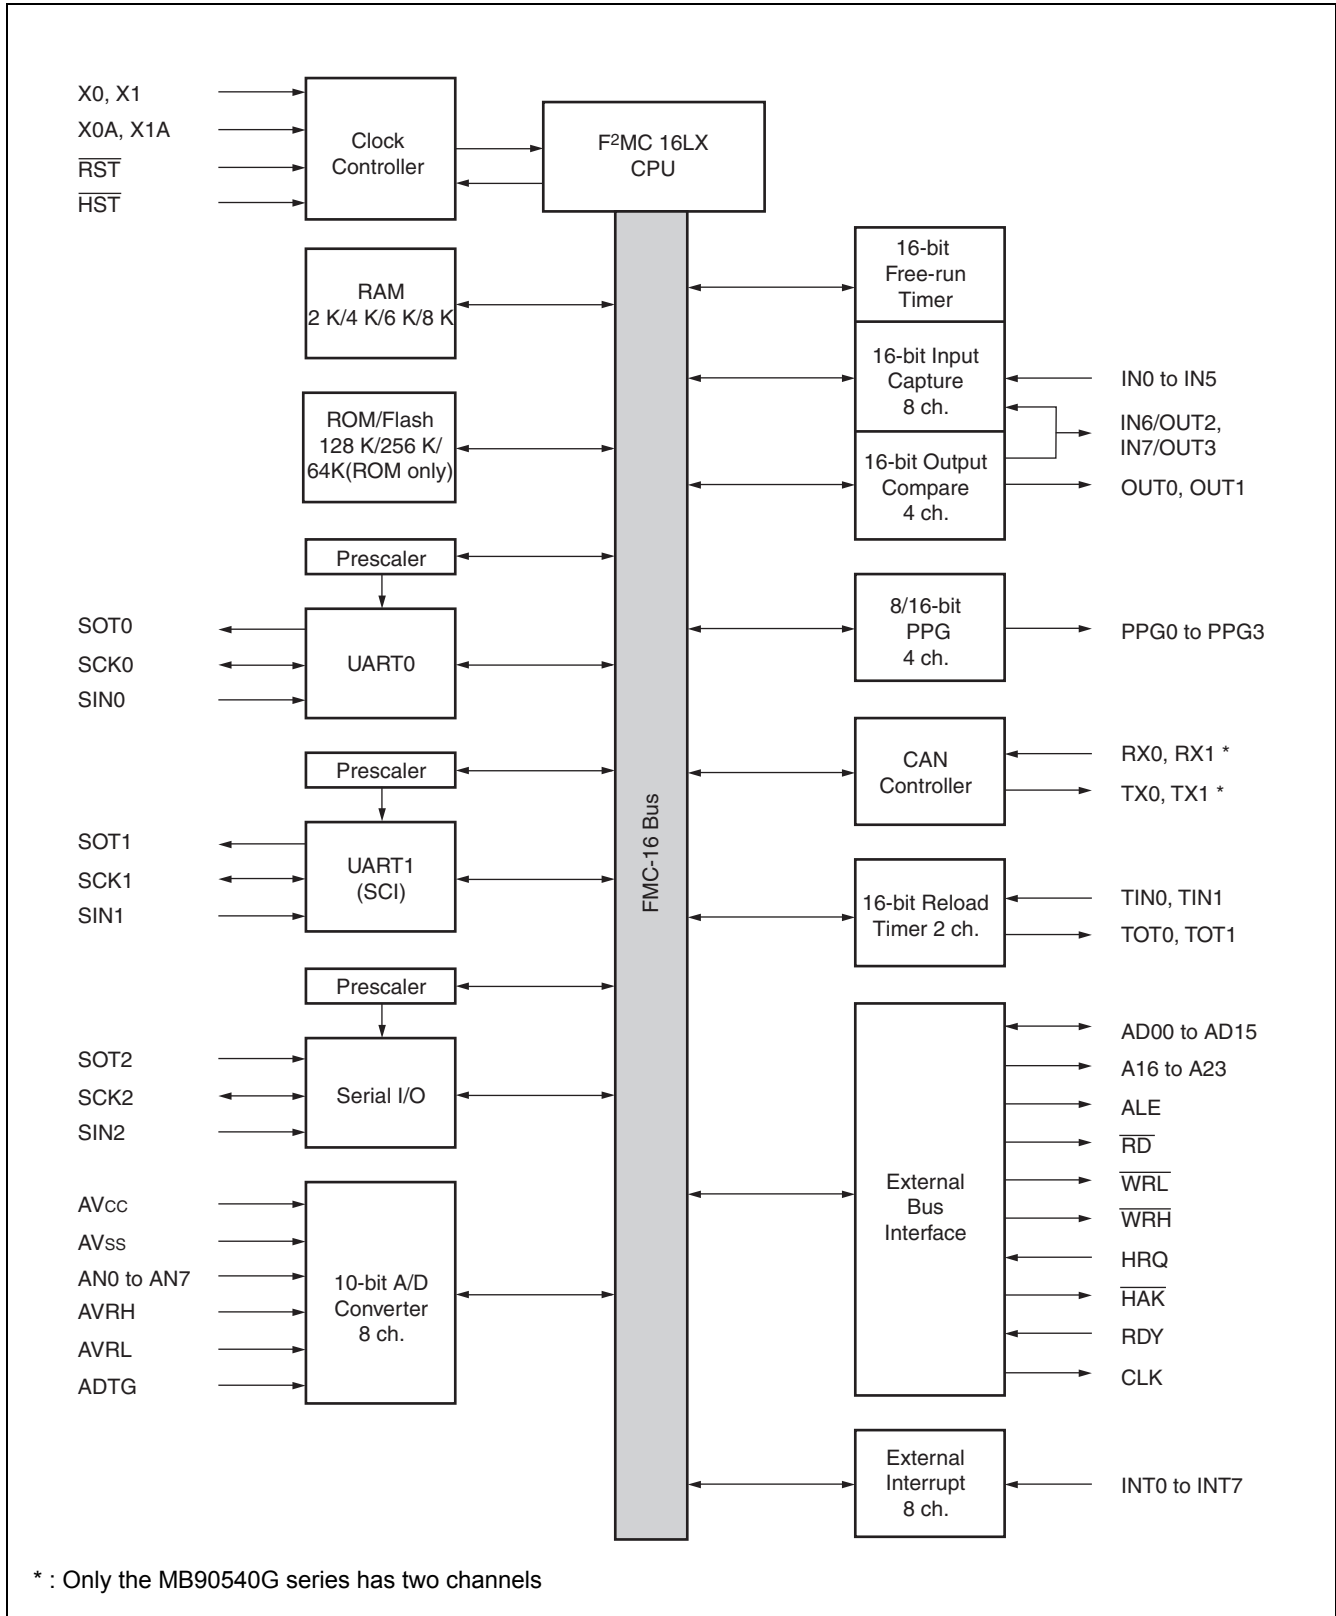 X0, X1
X0A, X1A
RST
HST
Clock
Controller
F²MC 16LX
CPU
RAM
2 K/4 K/6 K/8 K
ROM/Flash
128 K/256 K/
64K(ROM only)
Prescaler
SOT0
SCK0
SIN0
UART0
Prescaler
SOT1
SCK1
SIN1
UART1
(SCI)
Prescaler
SOT2
SCK2
SIN2
Serial I/O
AVCC
AVSS
AN0 to AN7
AVRH
AVRL
ADTG
10-bit A/D
Converter
8 ch.
FMC-16 Bus
16-bit
Free-run
Timer
16-bit Input
Capture
8 ch.
16-bit Output
Compare
4 ch.
IN0 to IN5
IN6/OUT2,
IN7/OUT3
OUT0, OUT1
8/16-bit
PPG
4 ch.
PPG0 to PPG3
CAN
Controller
RX0, RX1 *
TX0, TX1 *
16-bit Reload
Timer 2 ch.
TIN0, TIN1
TOT0, TOT1
External
Bus
Interface
AD00 to AD15
A16 to A23
ALE
RD
WRL
WRH
HRQ
HAK
RDY
CLK
External
Interrupt
8 ch.
INT0 to INT7
* : Only the MB90540G series has two channels